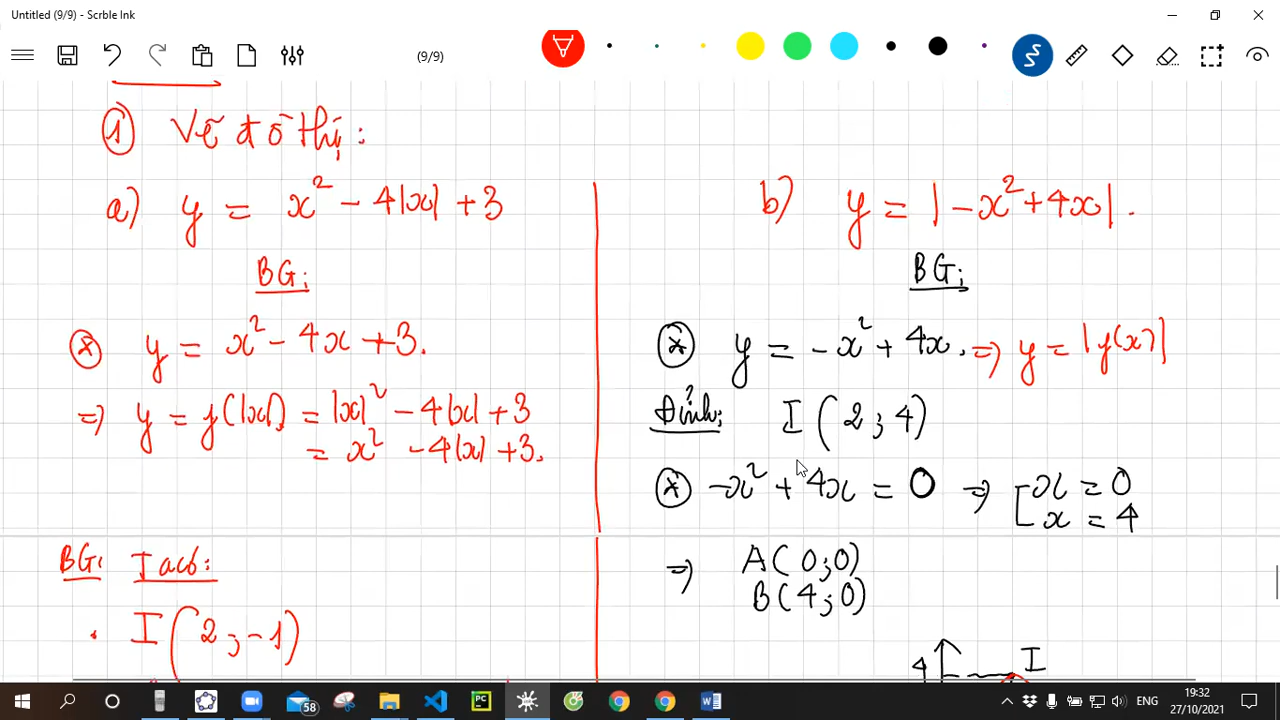 Untitled (9/9) - Scrble Ink
(9/9)
① Vẽ đồ thị:
a) y = x² - 4|x| + 3
BG:
* y = x² - 4x + 3.
=> y = y(|x|) = |x|² - 4|x| + 3
= x² - 4|x| + 3.
BG: Tacó:
• I(2; -1)
b) y = |-x² + 4x|.
BG:
* y = -x² + 4x. => y = |y(x)|
Đỉnh: I(2; 4)
* -x² + 4x = 0 => [x = 0
x = 4
=> A(0;0)
B(4;0)
4 I
58
ENG
19:32
27/10/2021